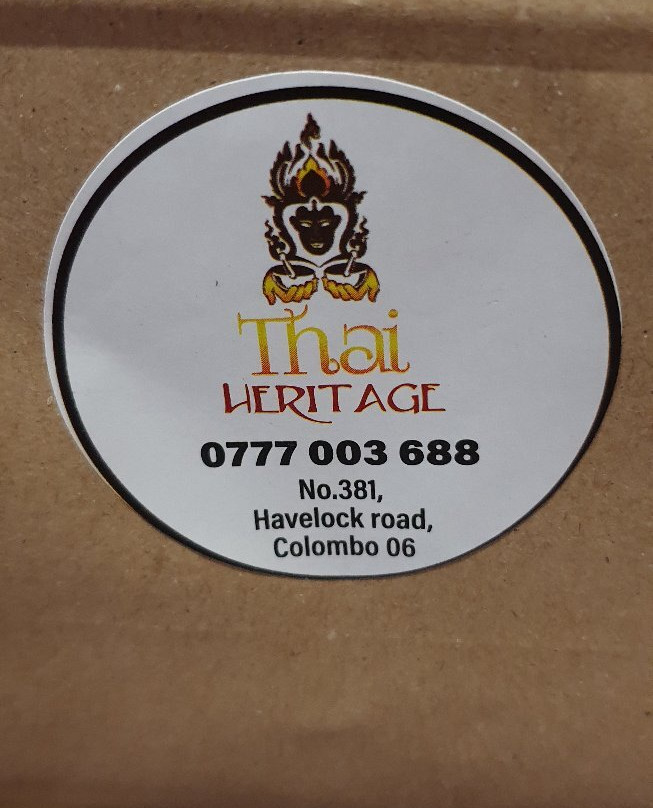 Thai
HERITAGE
0777 003 688
No.381,
Havelock road,
Colombo 06